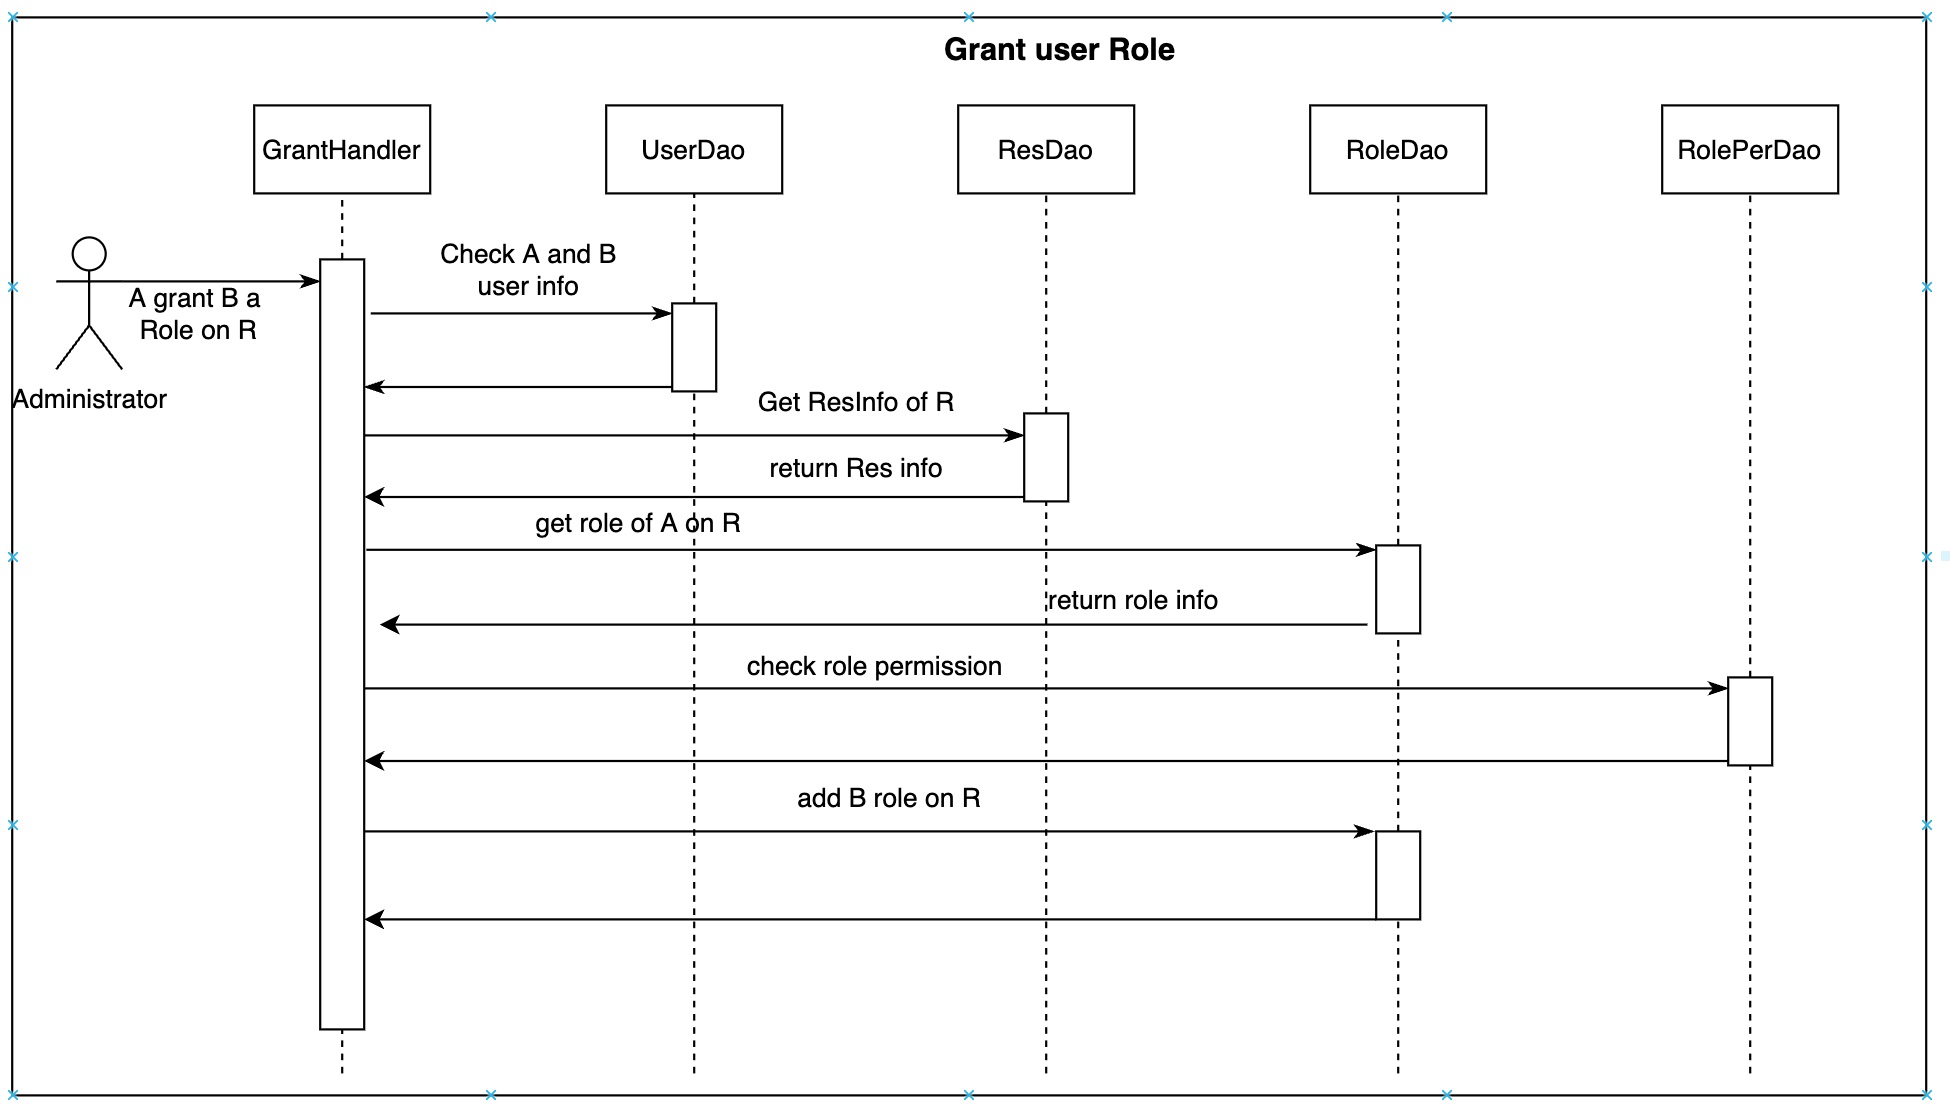 Grant user Role
GrantHandler
UserDao
ResDao
RoleDao
RolePerDao
Check A and B
user info
A grant B a
Role on R
Administrator
Get ResInfo of R
return Res info
get role of A on R
return role info
check role permission
add B role on R